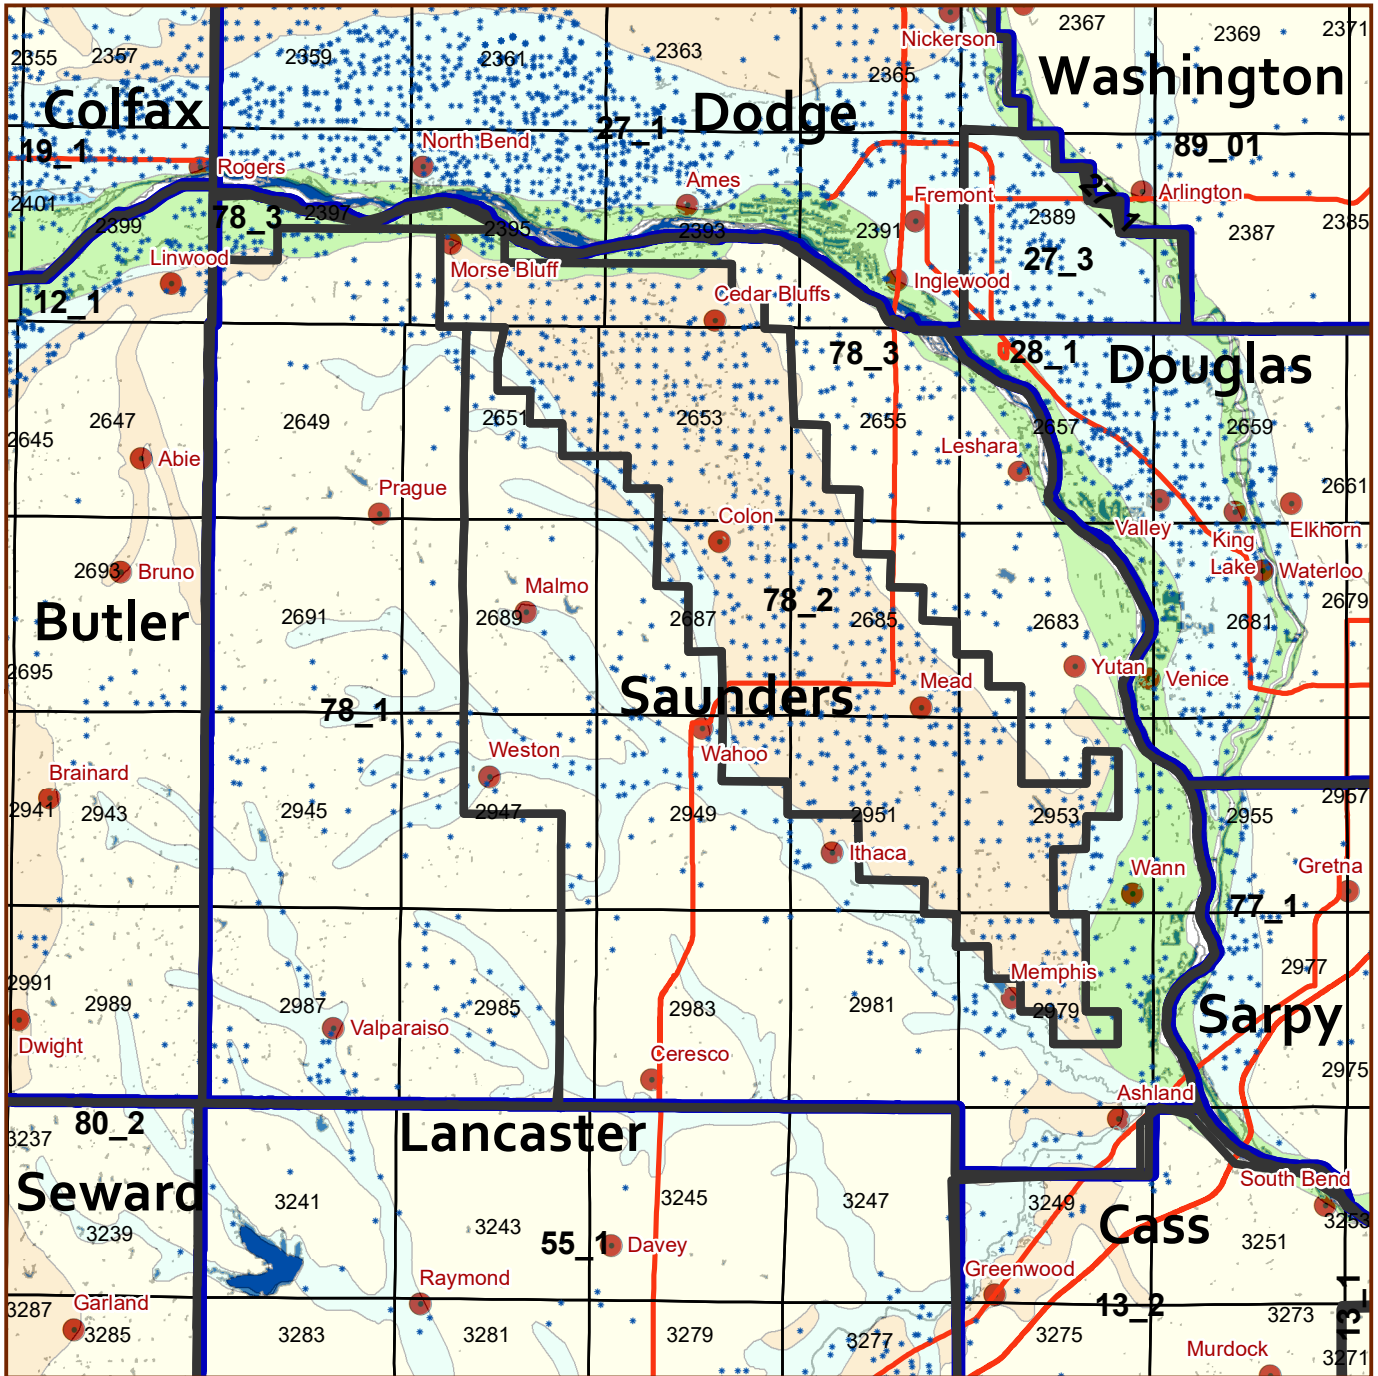 Nickerson
2367
2369
2371
2355
2357
2359
2361
2363
2365
Washington
Colfax
Dodge
27_1
19_1
Rogers
North Bend
89_01
Ames
Fremont
27_1
Arlington
2401
2399
78_3
2397
2395
2393
2391
2389
2387
2385
Linwood
Morse Bluff
27_3
Inglewood
12_1
Cedar Bluffs
78_3
28_1
Douglas
2645
2647
2649
2651
2653
2655
2657
2659
2661
Abie
Leshara
Prague
Colon
Valley
King
Lake
Elkhorn
Waterloo
2693
Bruno
Malmo
78_2
2679
Butler
2691
2689
2687
2685
2683
2681
2695
Saunders
Mead
Yutan
Venice
78_1
Weston
Wahoo
Brainard
2941
2943
2945
2947
2949
2951
2953
2955
2957
Ithaca
Wann
Gretna
77_1
Memphis
2991
2989
2987
2985
2983
2981
2979
2977
Sarpy
Dwight
Valparaiso
Ceresco
2975
Ashland
80_2
Lancaster
3237
Seward
3241
3243
3245
3247
3249
South Bend
3253
3239
55_1
Davey
Cass
3251
Raymond
Greenwood
13_2
13_1
3287
Garland
3285
3283
3281
3279
3277
3275
3273
Murdock
3271